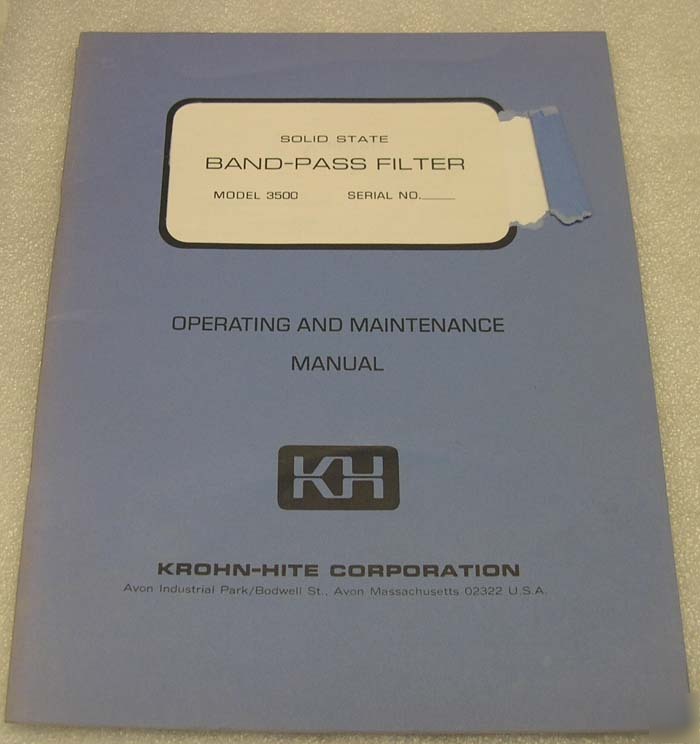 SOLID STATE
BAND-PASS FILTER
MODEL 3500 SERIAL NO.____
OPERATING AND MAINTENANCE
MANUAL
KH
KROHN-HITE CORPORATION
Avon Industrial Park/Bodwell St., Avon Massachusetts 02322 U.S.A.